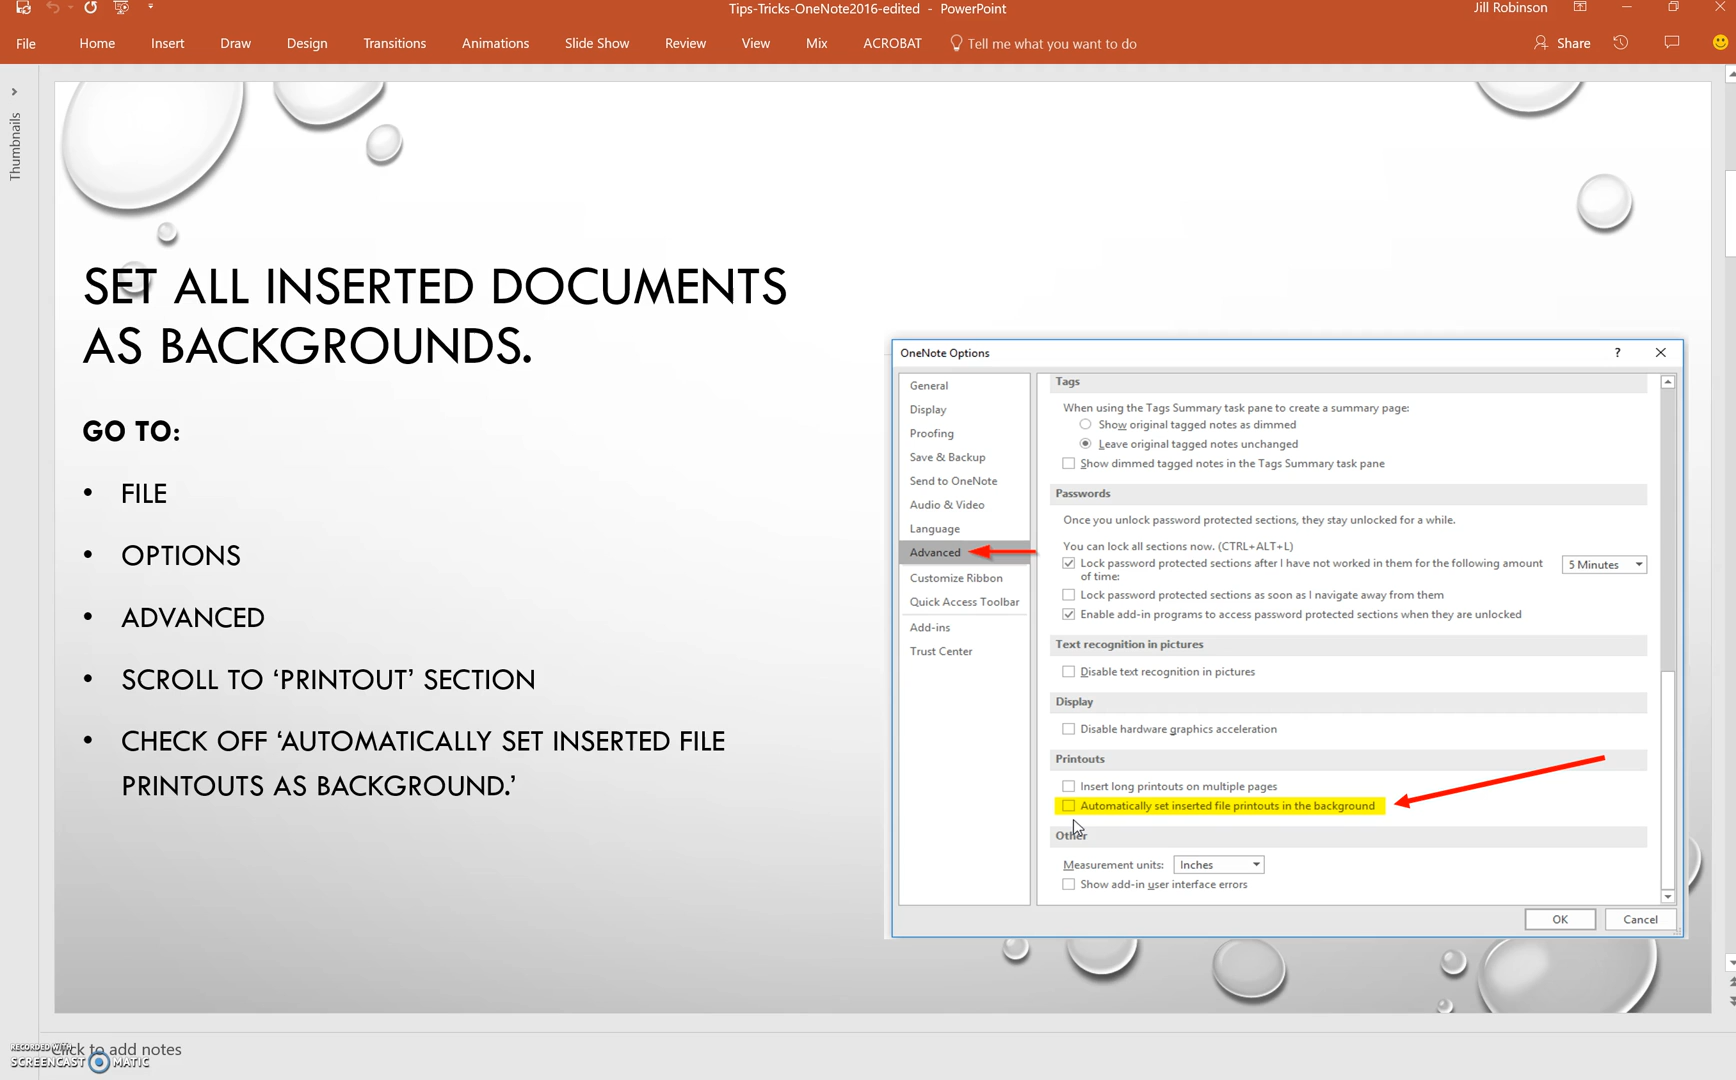 Tips-Tricks-OneNote2016-edited - PowerPoint
Jill Robinson
File Home Insert Draw Design Transitions Animations Slide Show Review View Mix ACROBAT Tell me what you want to do
Share
Thumbnails
SET ALL INSERTED DOCUMENTS
AS BACKGROUNDS.
GO TO:
• FILE
• OPTIONS
• ADVANCED
• SCROLL TO ‘PRINTOUT’ SECTION
• CHECK OFF ‘AUTOMATICALLY SET INSERTED FILE
PRINTOUTS AS BACKGROUND.’
OneNote Options
?
General
Display
Proofing
Save & Backup
Send to OneNote
Audio & Video
Language
Advanced
Customize Ribbon
Quick Access Toolbar
Add-ins
Trust Center
Tags
When using the Tags Summary task pane to create a summary page:
Show original tagged notes as dimmed
Leave original tagged notes unchanged
Show dimmed tagged notes in the Tags Summary task pane
Passwords
Once you unlock password protected sections, they stay unlocked for a while.
You can lock all sections now. (CTRL+ALT+L)
Lock password protected sections after I have not worked in them for the following amount
of time:
5 Minutes
Lock password protected sections as soon as I navigate away from them
Enable add-in programs to access password protected sections when they are unlocked
Text recognition in pictures
Disable text recognition in pictures
Display
Disable hardware graphics acceleration
Printouts
Insert long printouts on multiple pages
Automatically set inserted file printouts in the background
Other
Measurement units: Inches
Show add-in user interface errors
OK Cancel
Click to add notes
RECORDED WITH
SCREENCAST MATIC